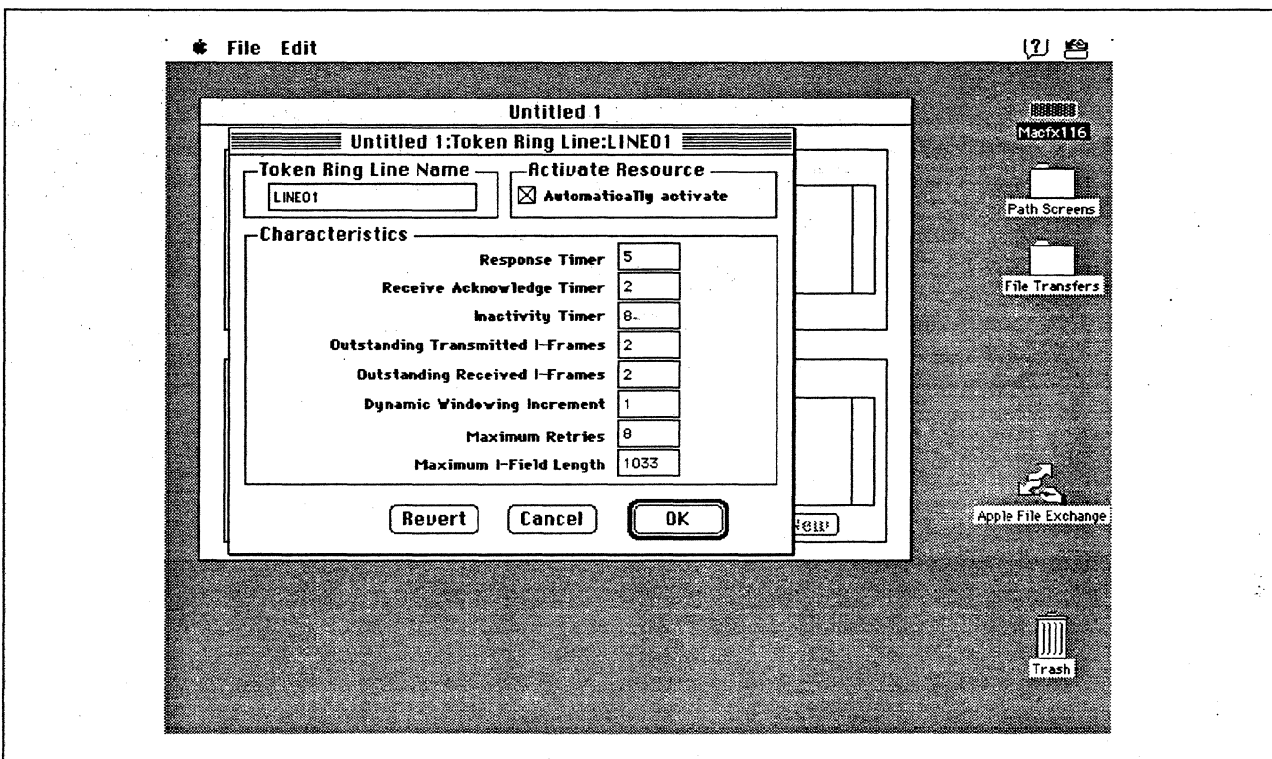 File Edit
Untitled 1
Untitled 1:Token Ring Line:LINE01
Token Ring Line Name
LINE01
Activate Resource
Automatically activate
Characteristics
Response Timer 5
Receive Acknowledge Timer 2
Inactivity Timer 8
Outstanding Transmitted I-Frames 2
Outstanding Received I-Frames 2
Dynamic Windowing Increment 1
Maximum Retries 8
Maximum I-Field Length 1033
Revert Cancel OK
Macfx116
Path Screens
File Transfers
Apple File Exchange
Trash